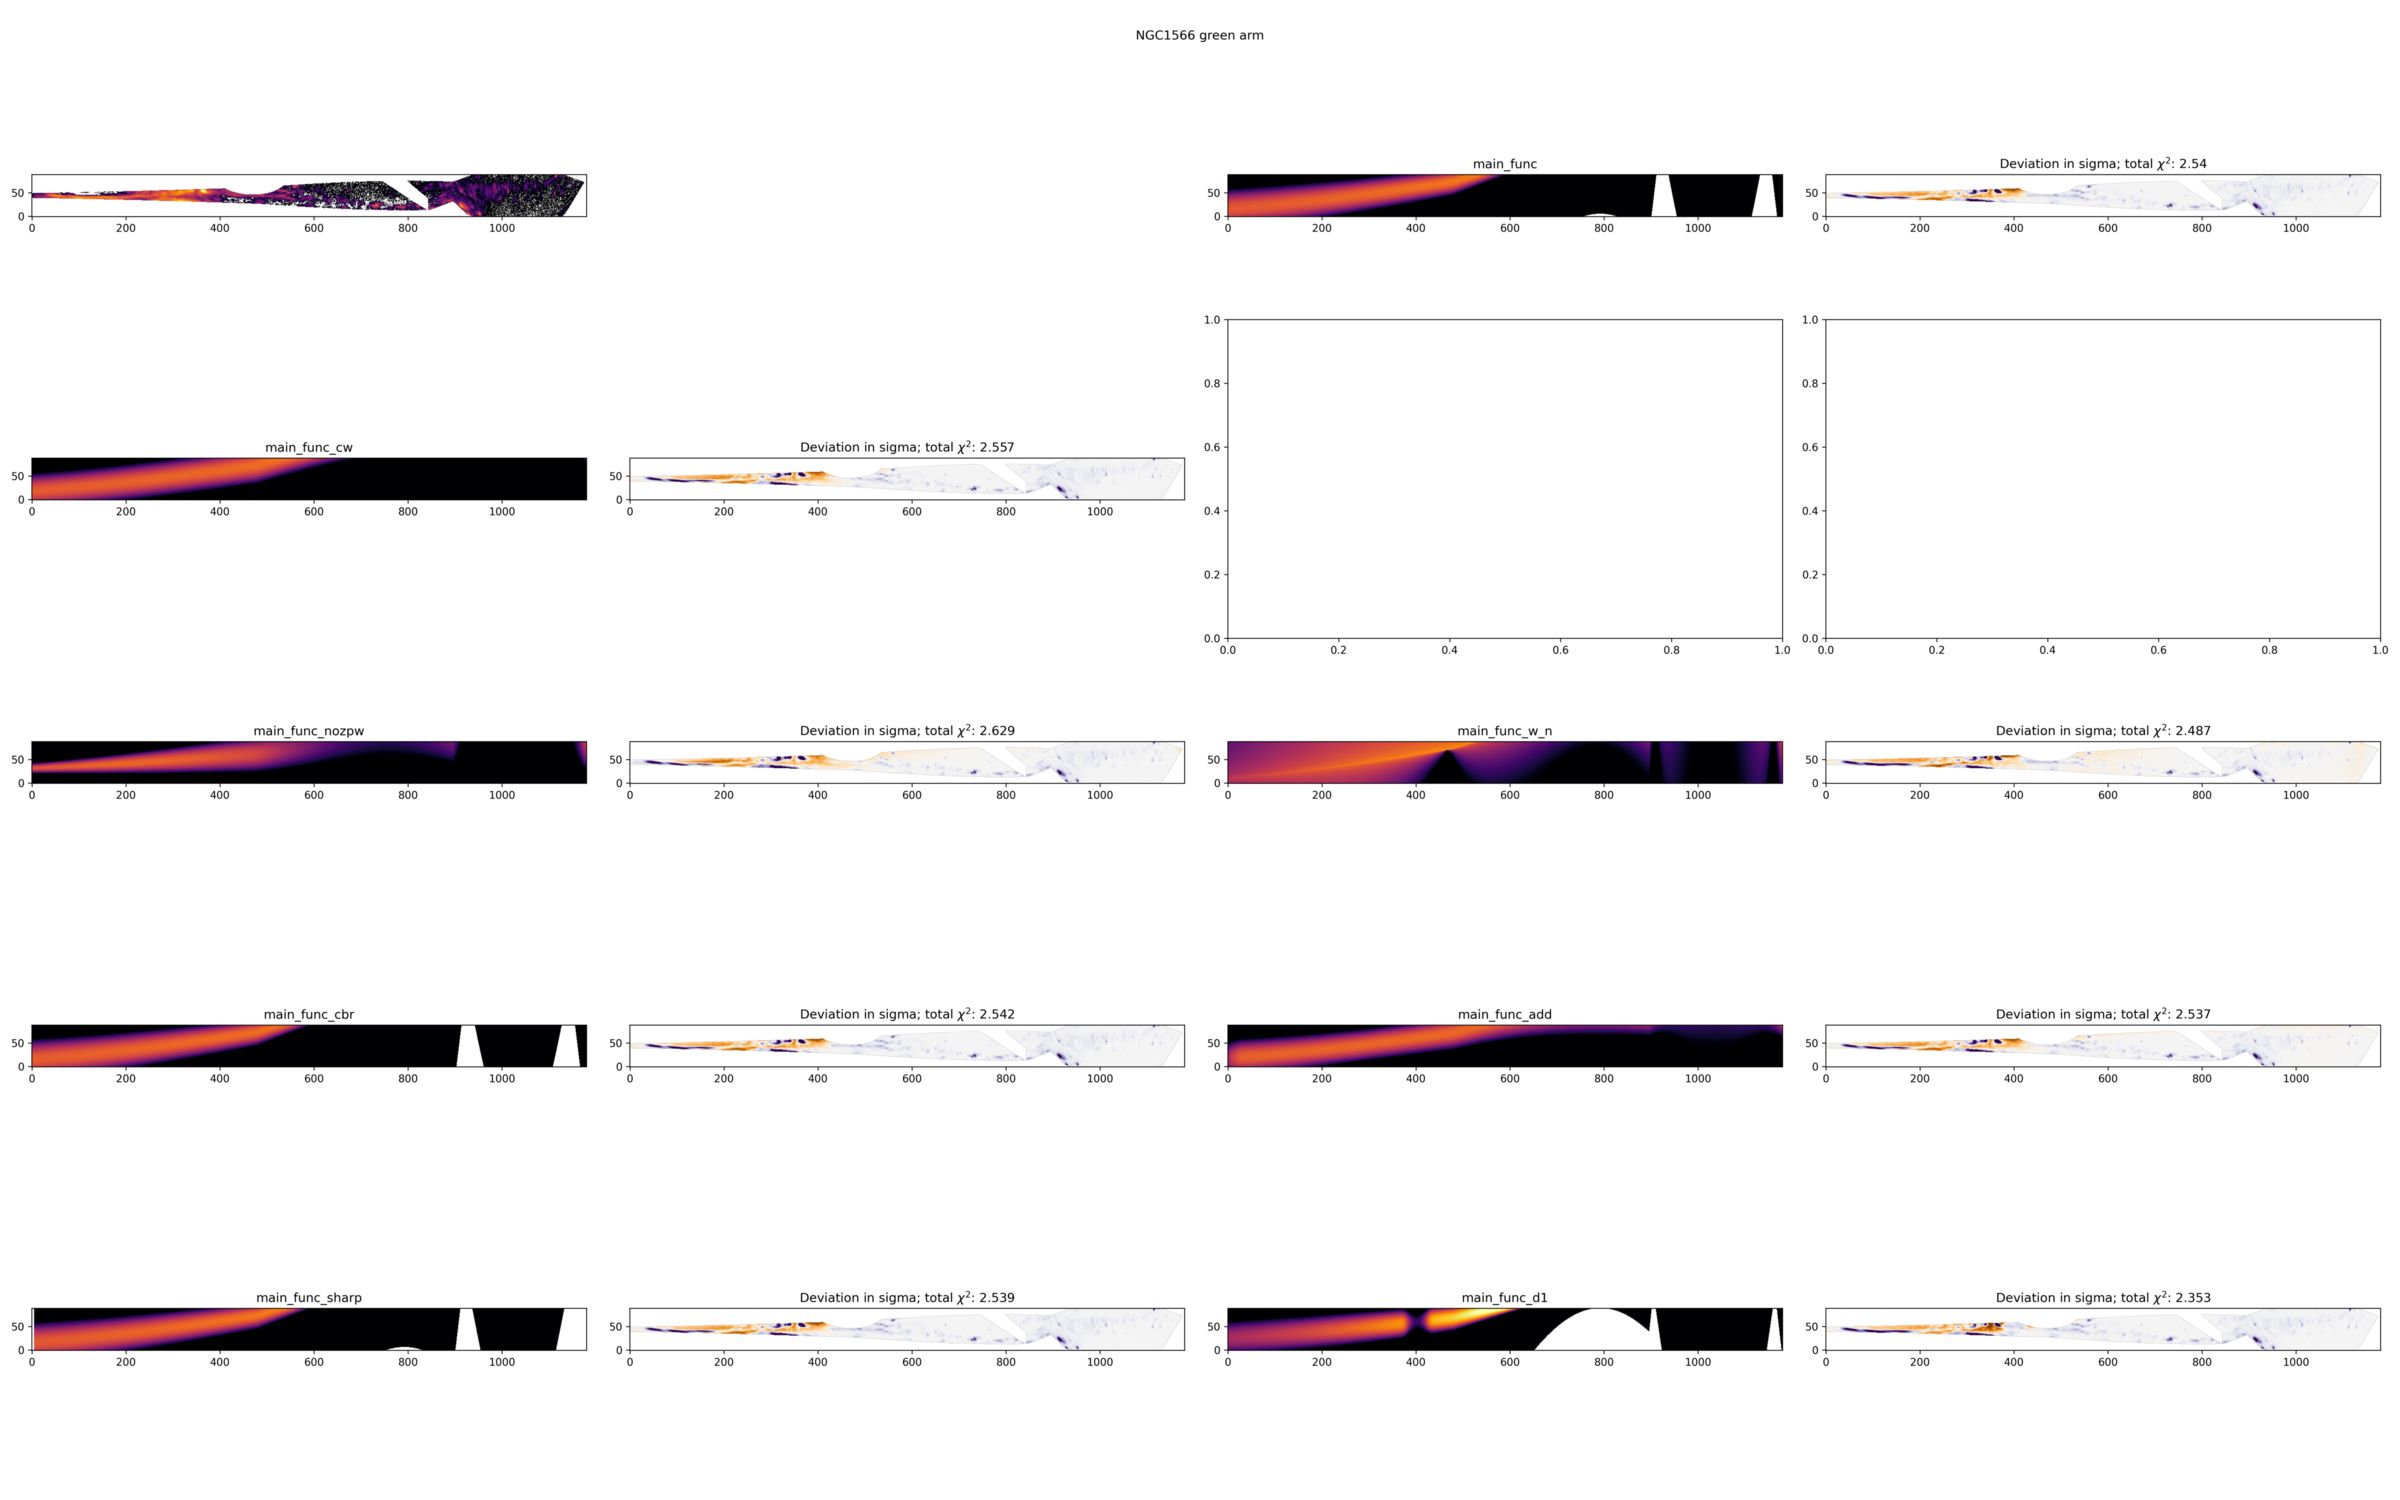 NGC1566 green arm
50
0
0 200 400 600 800 1000
main_func
50
0
0 200 400 600 800 1000
Deviation in sigma; total χ²: 2.54
50
0
0 200 400 600 800 1000
main_func_cw
50
0
0 200 400 600 800 1000
Deviation in sigma; total χ²: 2.557
50
0
0 200 400 600 800 1000
1.0
0.8
0.6
0.4
0.2
0.0
0.0 0.2 0.4 0.6 0.8 1.0
1.0
0.8
0.6
0.4
0.2
0.0
0.0 0.2 0.4 0.6 0.8 1.0
main_func_nozpw
50
0
0 200 400 600 800 1000
Deviation in sigma; total χ²: 2.629
50
0
0 200 400 600 800 1000
main_func_w_n
50
0
0 200 400 600 800 1000
Deviation in sigma; total χ²: 2.487
50
0
0 200 400 600 800 1000
main_func_cbr
50
0
0 200 400 600 800 1000
Deviation in sigma; total χ²: 2.542
50
0
0 200 400 600 800 1000
main_func_add
50
0
0 200 400 600 800 1000
Deviation in sigma; total χ²: 2.537
50
0
0 200 400 600 800 1000
main_func_sharp
50
0
0 200 400 600 800 1000
Deviation in sigma; total χ²: 2.539
50
0
0 200 400 600 800 1000
main_func_d1
50
0
0 200 400 600 800 1000
Deviation in sigma; total χ²: 2.353
50
0
0 200 400 600 800 1000